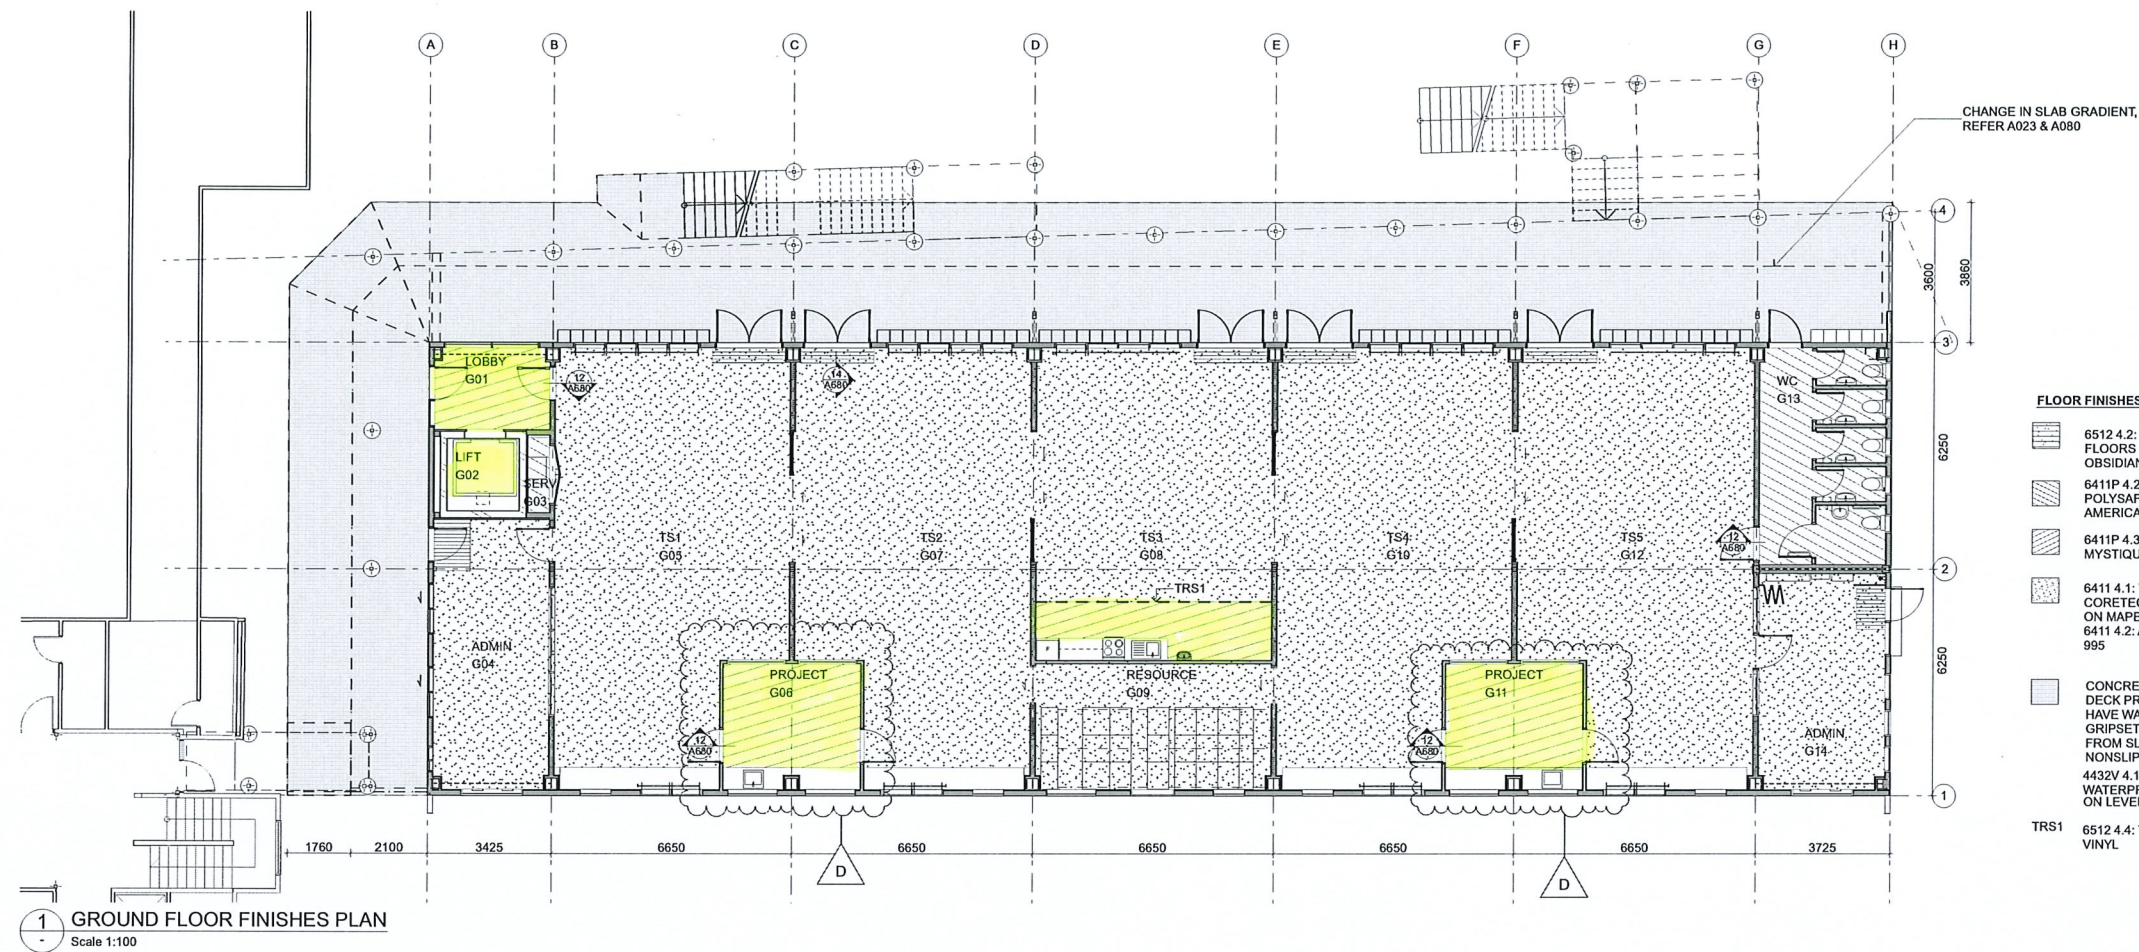 A B C D E F G H
CHANGE IN SLAB GRADIENT,
REFER A023 & A080
4
3600
3860
3
LOBBY
G01
12
A680
14
A680
WC
G13
FLOOR FINISHES
6512 4.2:
FLOORS
OBSIDIAN
LIFT
G02
SERV
G03
6250
6411P 4.2
POLYSAF
AMERICA
6411P 4.3
MYSTIQU
TS1
G05
TS2
G07
TS3
G08
TS4
G10
TS5
G12
12
A680
2
TRS1
6411 4.1:
CORETEC
ON MAPE
6411 4.2: A
995
ADMIN
G04
PROJECT
G06
RESOURCE
G09
PROJECT
G11
6250
12
A680
12
A680
ADMIN
G14
CONCRE
DECK PR
HAVE WA
GRIPSET
FROM SL
NONSLIP
4432V 4.1
WATERPR
ON LEVE
1
TRS1
6512 4.4:
VINYL
1760 2100 3425 6650 6650 6650 6650 6650 3725
D
D
1
-
GROUND FLOOR FINISHES PLAN
Scale 1:100